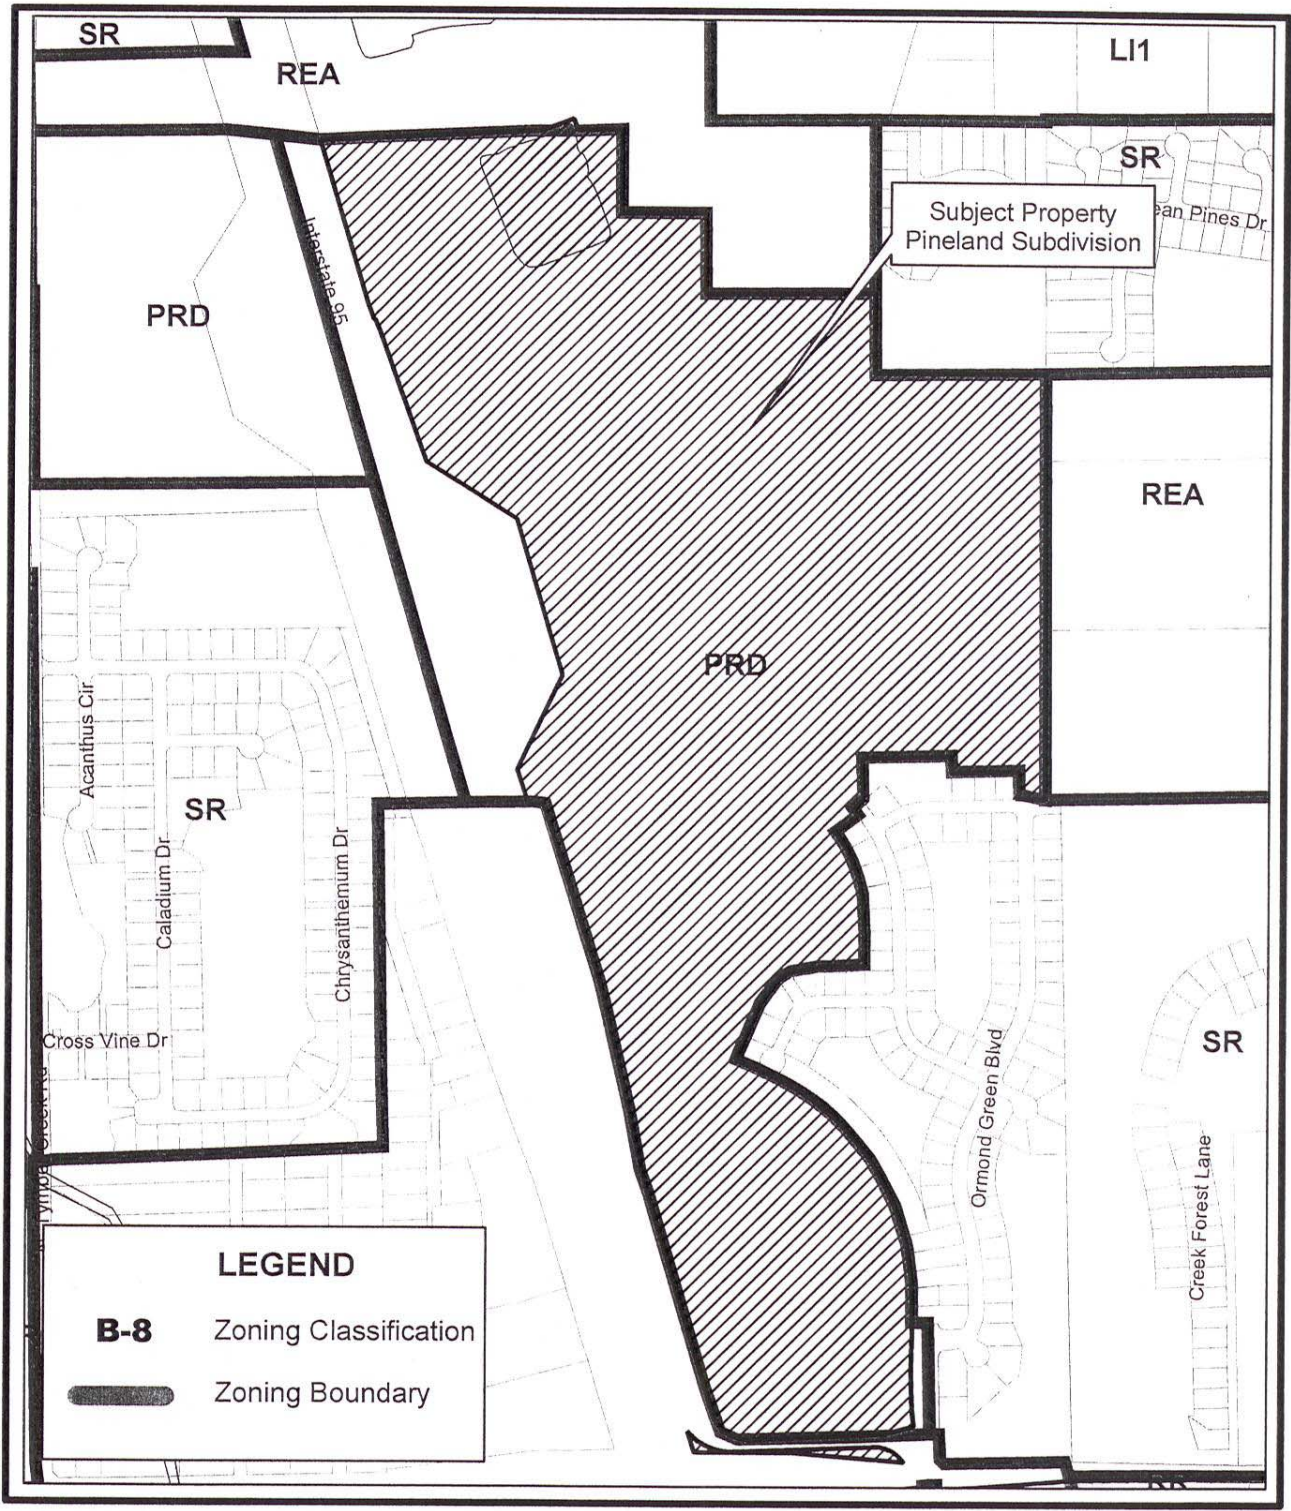 SR
REA
LI1
SR
Subject Property
Pineland Subdivision
ean Pines Dr
Interstate 95
PRD
REA
PRD
Acanthus Cir
SR
Caladium Dr
Chrysanthemum Dr
Cross Vine Dr
SR
Ormond Green Blvd
Creek Forest Lane
LEGEND
B-8 Zoning Classification
Zoning Boundary